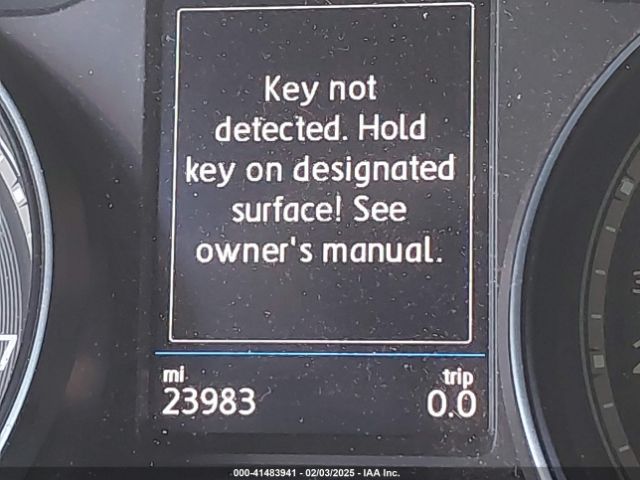 Key not
detected. Hold
key on designated
surface! See
owner's manual.
mi trip
23983 0.0
000-41483941 - 02/03/2025 - IAA Inc.